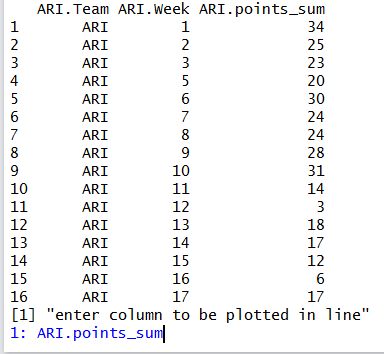 ARI.Team ARI.Week ARI.points_sum
1 ARI 1 34
2 ARI 2 25
3 ARI 3 23
4 ARI 5 20
5 ARI 6 30
6 ARI 7 24
7 ARI 8 24
8 ARI 9 28
9 ARI 10 31
10 ARI 11 14
11 ARI 12 3
12 ARI 13 18
13 ARI 14 17
14 ARI 15 12
15 ARI 16 6
16 ARI 17 17
[1] "enter column to be plotted in line"
1: ARI.points_sum